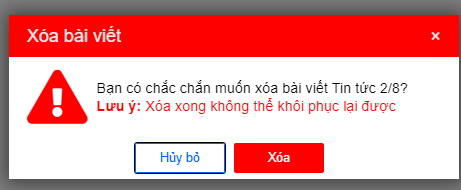 Xóa bài viết
×
Bạn có chắc chắn muốn xóa bài viết Tin tức 2/8?
Lưu ý: Xóa xong không thể khôi phục lại được
Hủy bỏ Xóa